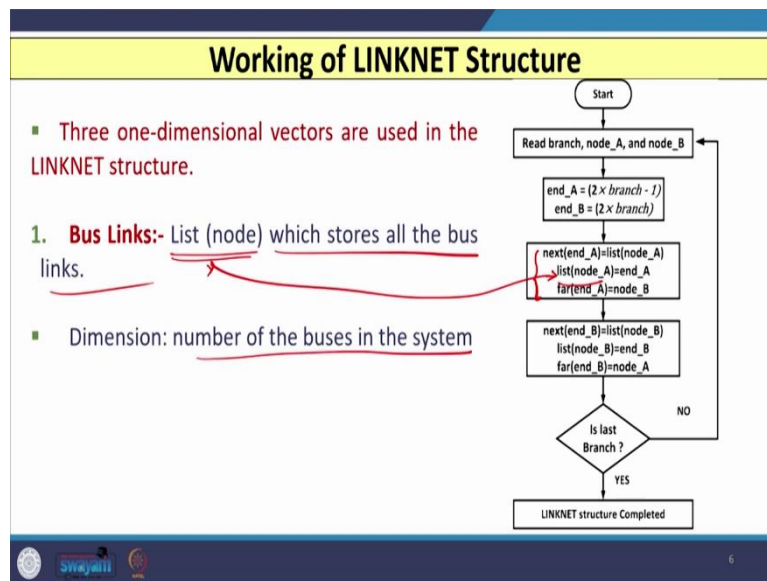 Working of LINKNET Structure
▪ Three one-dimensional vectors are used in the
LINKNET structure.
1. Bus Links:- List (node) which stores all the bus
links.
▪ Dimension: number of the buses in the system
Start
Read branch, node_A, and node_B
end_A = (2 × branch - 1)
end_B = (2 × branch)
next(end_A)=list(node_A)
list(node_A)=end_A
far(end_A)=node_B
next(end_B)=list(node_B)
list(node_B)=end_B
far(end_B)=node_A
Is last
Branch ?
NO
YES
LINKNET structure Completed
swayam
6